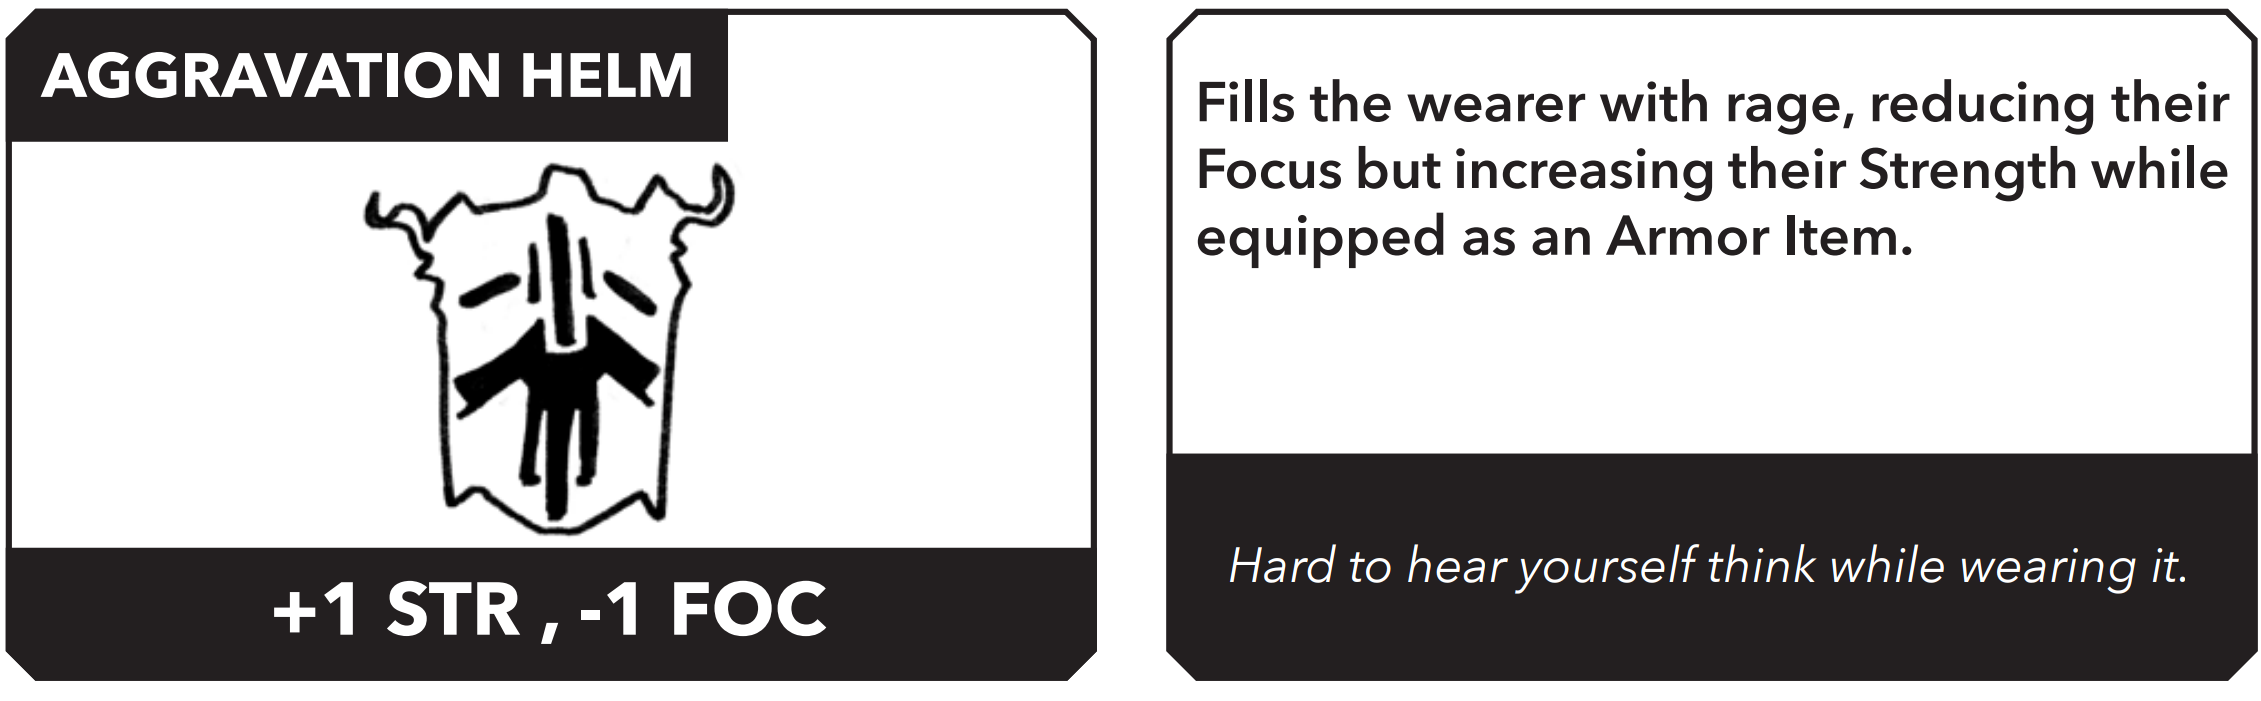 AGGRAVATION HELM
+1 STR , -1 FOC
Fills the wearer with rage, reducing their
Focus but increasing their Strength while
equipped as an Armor Item.
Hard to hear yourself think while wearing it.